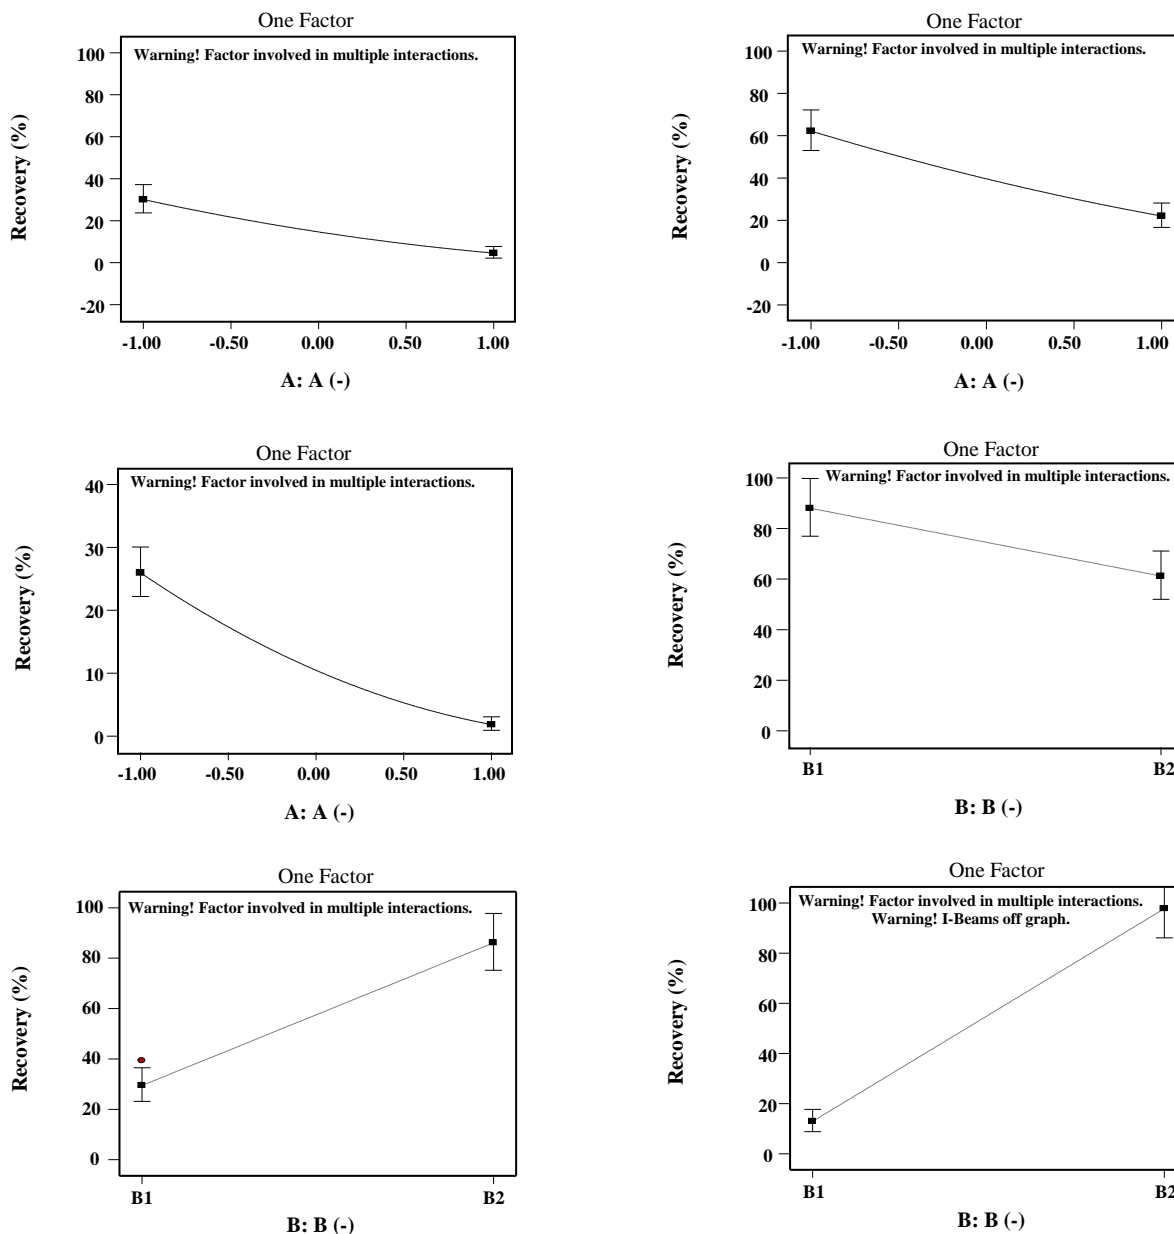 One Factor
Warning! Factor involved in multiple interactions.
Recovery (%)
100
80
60
40
20
0
-20
-1.00 -0.50 0.00 0.50 1.00
A: A (-)
One Factor
Warning! Factor involved in multiple interactions.
Recovery (%)
100
80
60
40
20
0
-20
-1.00 -0.50 0.00 0.50 1.00
A: A (-)
One Factor
Warning! Factor involved in multiple interactions.
Recovery (%)
40
30
20
10
0
-1.00 -0.50 0.00 0.50 1.00
A: A (-)
One Factor
Warning! Factor involved in multiple interactions.
Recovery (%)
100
80
60
40
20
0
B1 B2
B: B (-)
One Factor
Warning! Factor involved in multiple interactions.
Recovery (%)
100
80
60
40
20
0
B1 B2
B: B (-)
One Factor
Warning! Factor involved in multiple interactions.
Warning! I-Beams off graph.
Recovery (%)
100
80
60
40
20
0
B1 B2
B: B (-)